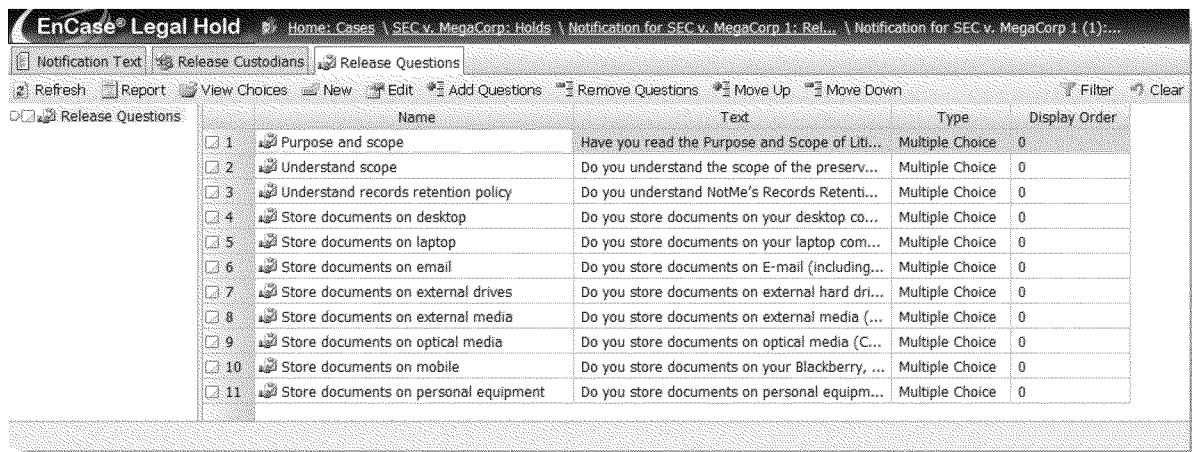 EnCase® Legal Hold Home: Cases \ SEC v. MegaCorp: Holds \ Notification for SEC v. MegaCorp 1: Rel... \ Notification for SEC v. MegaCorp 1 (1):...
Notification Text Release Custodians Release Questions
Refresh Report View Choices New Edit Add Questions Remove Questions Move Up Move Down Filter Clear
Release Questions Name Text Type Display Order
1 Purpose and scope Have you read the Purpose and Scope of Liti... Multiple Choice 0
2 Understand scope Do you understand the scope of the preserv... Multiple Choice 0
3 Understand records retention policy Do you understand NotMe's Records Retenti... Multiple Choice 0
4 Store documents on desktop Do you store documents on your desktop co... Multiple Choice 0
5 Store documents on laptop Do you store documents on your laptop com... Multiple Choice 0
6 Store documents on email Do you store documents on E-mail (including... Multiple Choice 0
7 Store documents on external drives Do you store documents on external hard dri... Multiple Choice 0
8 Store documents on external media Do you store documents on external media (... Multiple Choice 0
9 Store documents on optical media Do you store documents on optical media (C... Multiple Choice 0
10 Store documents on mobile Do you store documents on your Blackberry, ... Multiple Choice 0
11 Store documents on personal equipment Do you store documents on personal equipm... Multiple Choice 0